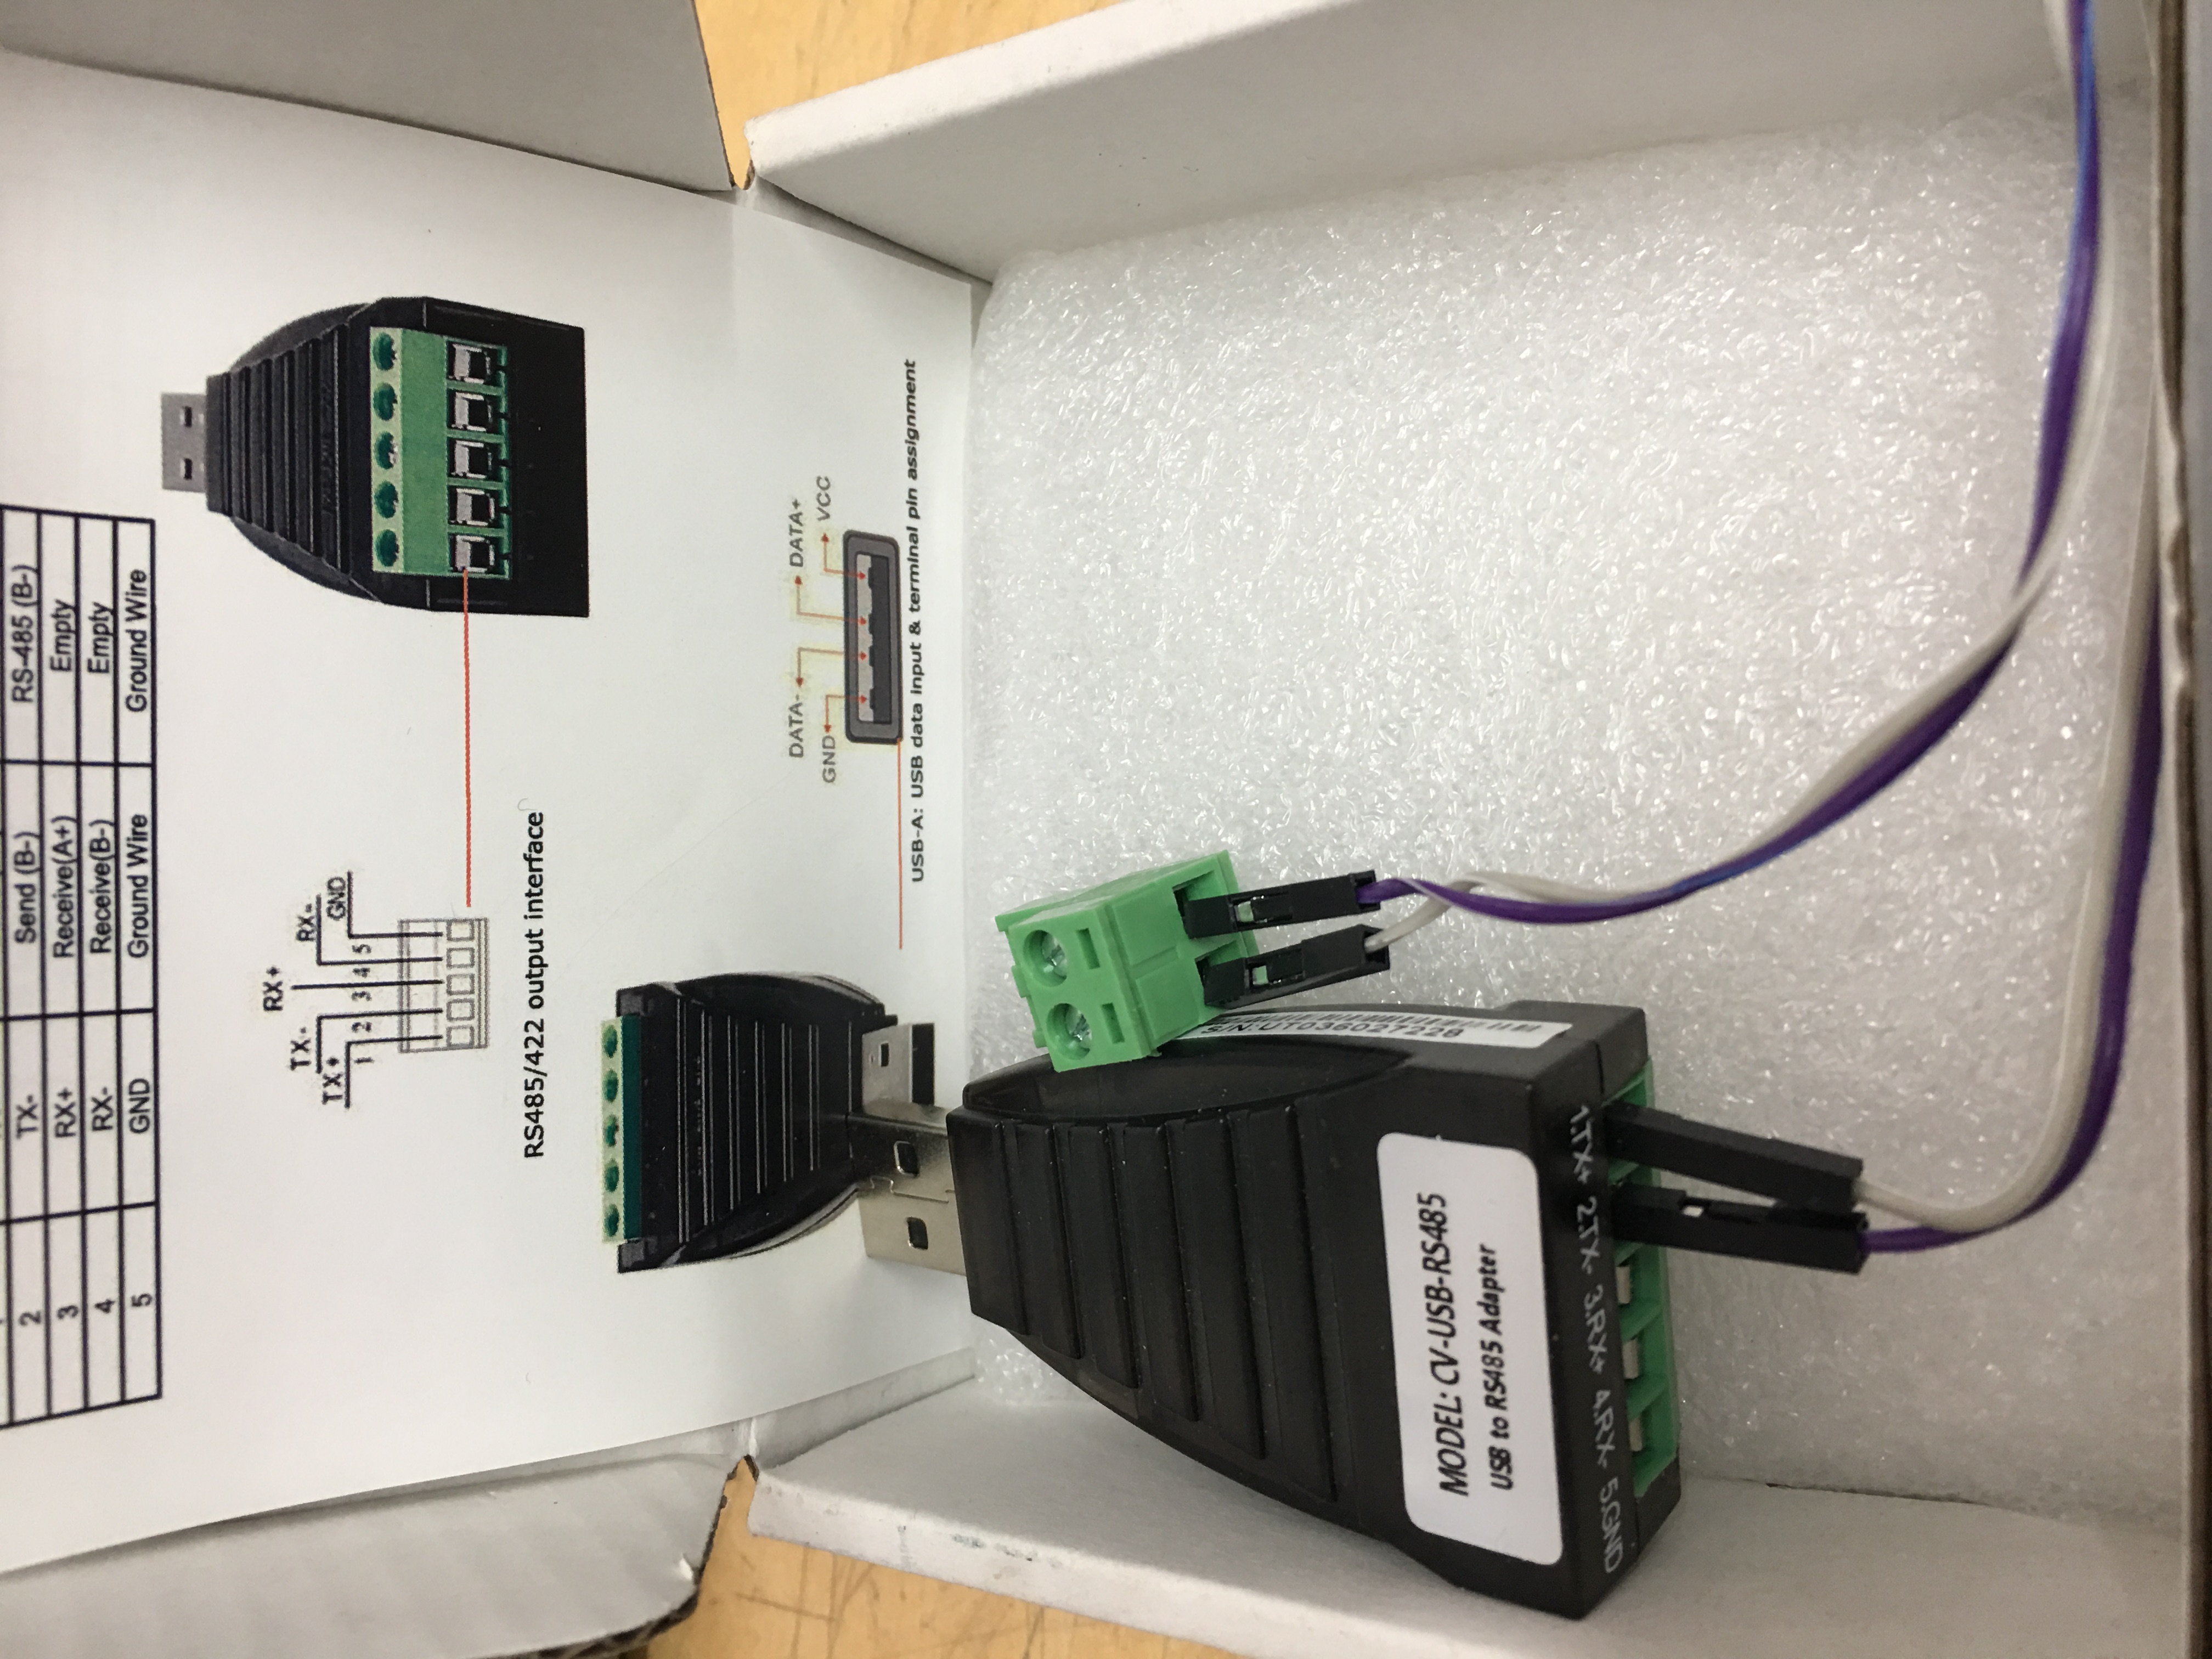 2 TX- Send (B-) RS-485 (B-)
3 RX+ Receive(A+) Empty
4 RX- Receive(B-) Empty
5 GND Ground Wire Ground Wire
RX+
TX- RX-
TX+ GND
1 2 3 4 5
RS485/422 output interface
DATA- DATA+
GND VCC
USB-A: USB data input & terminal pin assignment
MODEL: CV-USB-RS485
USB to RS485 Adapter
1.TX+ 2.TX- 3.RX+ 4.RX- 5.GND